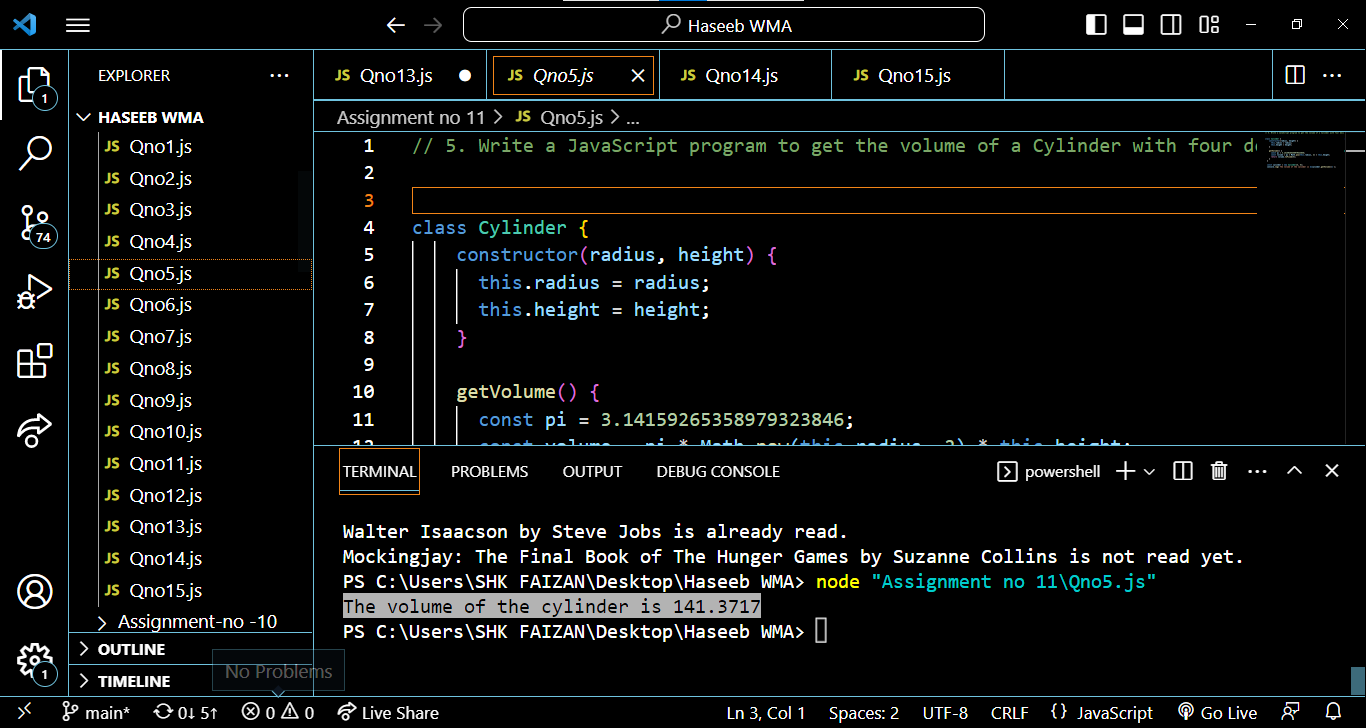 Haseeb WMA
EXPLORER
HASEEB WMA
JS Qno1.js
JS Qno2.js
JS Qno3.js
JS Qno4.js
JS Qno5.js
JS Qno6.js
JS Qno7.js
JS Qno8.js
JS Qno9.js
JS Qno10.js
JS Qno11.js
JS Qno12.js
JS Qno13.js
JS Qno14.js
JS Qno15.js
Assignment-no -10
OUTLINE
TIMELINE
No Problems
1
74
1
JS Qno13.js JS Qno5.js JS Qno14.js JS Qno15.js
Assignment no 11 > JS Qno5.js > ...
1 // 5. Write a JavaScript program to get the volume of a Cylinder with four de
2
3
4 class Cylinder {
5 constructor(radius, height) {
6 this.radius = radius;
7 this.height = height;
8 }
9
10 getVolume() {
11 const pi = 3.14159265358979323846;
12 const volume = pi * Math.pow(this.radius, 2) * this.height;
TERMINAL PROBLEMS OUTPUT DEBUG CONSOLE powershell
Walter Isaacson by Steve Jobs is already read.
Mockingjay: The Final Book of The Hunger Games by Suzanne Collins is not read yet.
PS C:\Users\SHK FAIZAN\Desktop\Haseeb WMA> node "Assignment no 11\Qno5.js"
The volume of the cylinder is 141.3717
PS C:\Users\SHK FAIZAN\Desktop\Haseeb WMA>
main* 0↓ 5↑ 0 0 Live Share Ln 3, Col 1 Spaces: 2 UTF-8 CRLF {} JavaScript Go Live